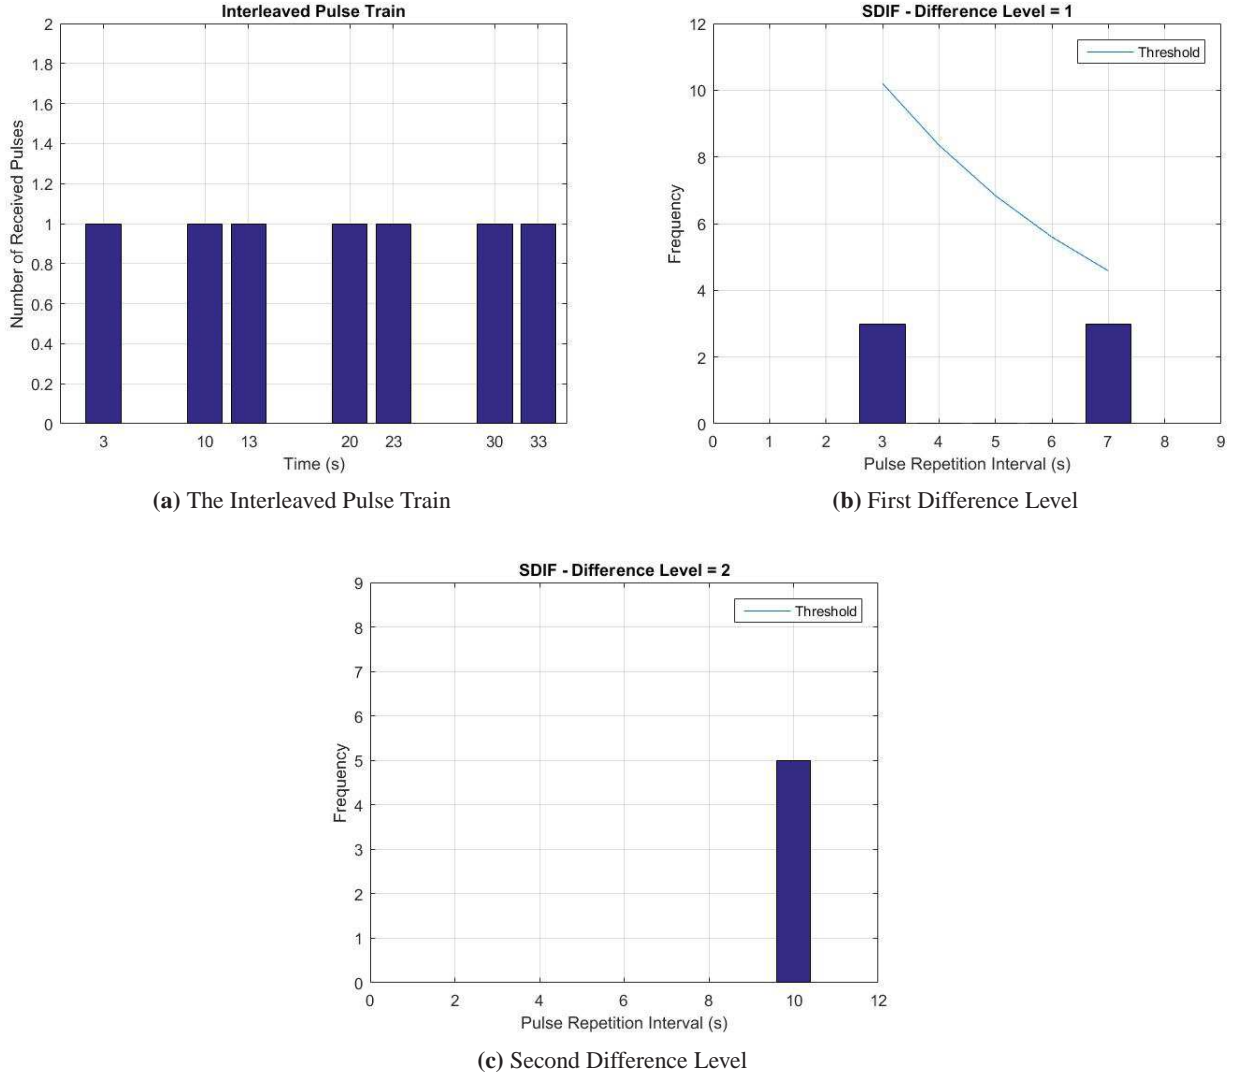 Interleaved Pulse Train
2
1.8
1.6
1.4
1.2
1
0.8
0.6
0.4
0.2
0
Number of Received Pulses
3 10 13 20 23 30 33
Time (s)
(a) The Interleaved Pulse Train
SDIF - Difference Level = 1
12
10
8
6
4
2
0
Frequency
Threshold
0 1 2 3 4 5 6 7 8 9
Pulse Repetition Interval (s)
(b) First Difference Level
SDIF - Difference Level = 2
9
8
7
6
5
4
3
2
1
0
Frequency
Threshold
0 2 4 6 8 10 12
Pulse Repetition Interval (s)
(c) Second Difference Level